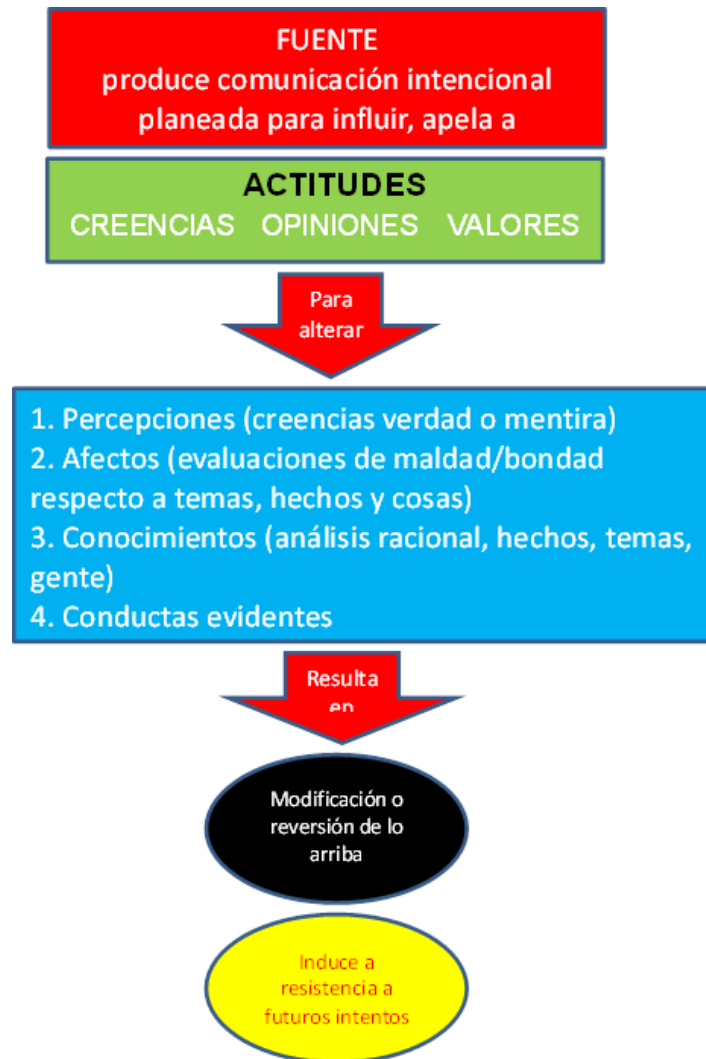 FUENTE
produce comunicación intencional
planeada para influir, apela a
ACTITUDES
CREENCIAS OPINIONES VALORES
Para
alterar
1. Percepciones (creencias verdad o mentira)
2. Afectos (evaluaciones de maldad/bondad
respecto a temas, hechos y cosas)
3. Conocimientos (análisis racional, hechos, temas,
gente)
4. Conductas evidentes
Resulta
en
Modificación o
reversión de lo
arriba
Induce a
resistencia a
futuros intentos